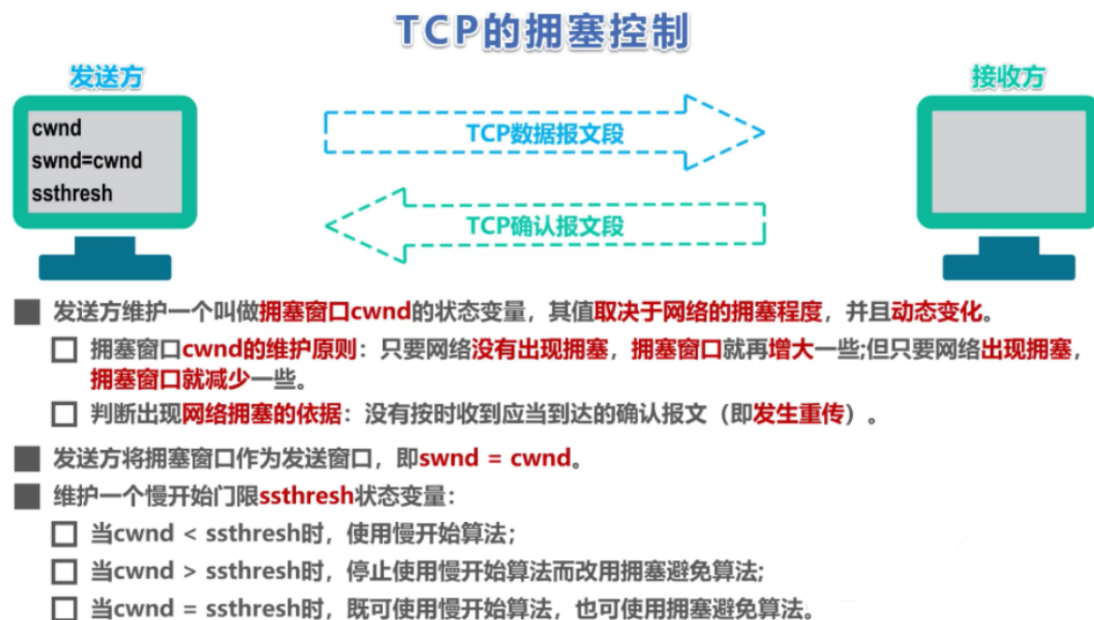 TCP的拥塞控制
发送方
接收方
cwnd
swnd=cwnd
ssthresh
TCP数据报文段
TCP确认报文段
发送方维护一个叫做拥塞窗口cwnd的状态变量，其值取决于网络的拥塞程度，并且动态变化。
拥塞窗口cwnd的维护原则：只要网络没有出现拥塞，拥塞窗口就再增大一些;但只要网络出现拥塞，
拥塞窗口就减少一些。
判断出现网络拥塞的依据：没有按时收到应当到达的确认报文（即发生重传）。
发送方将拥塞窗口作为发送窗口，即swnd = cwnd。
维护一个慢开始门限ssthresh状态变量：
当cwnd < ssthresh时，使用慢开始算法；
当cwnd > ssthresh时，停止使用慢开始算法而改用拥塞避免算法;
当cwnd = ssthresh时，既可使用慢开始算法，也可使用拥塞避免算法。